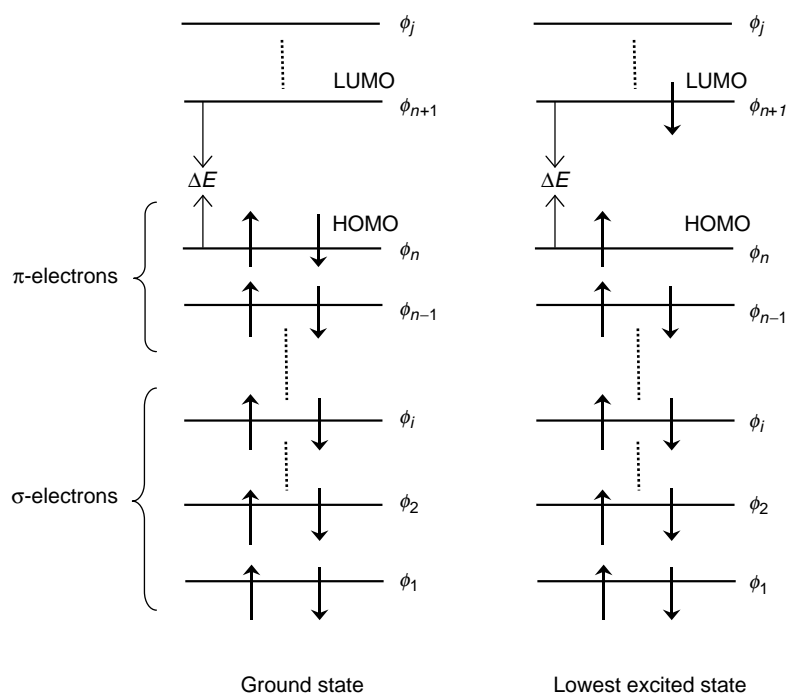 ϕj ϕj
LUMO LUMO
ϕn+1 ϕn+1
ΔE ΔE
HOMO HOMO
ϕn ϕn
π-electrons
ϕn−1 ϕn−1
ϕi ϕi
σ-electrons
ϕ2 ϕ2
ϕ1 ϕ1
Ground state Lowest excited state